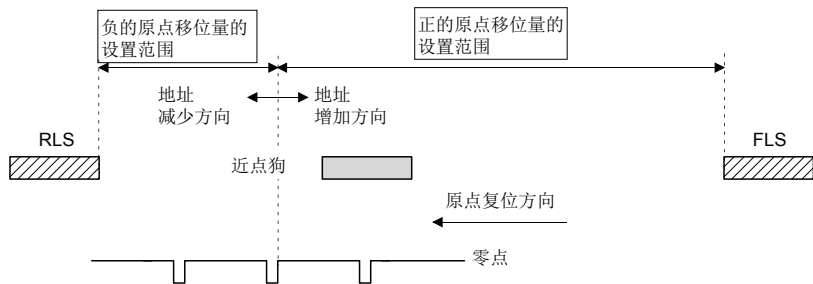 负的原点移位量的
设置范围
正的原点移位量的
设置范围
地址
减少方向
地址
增加方向
RLS
FLS
近点狗
原点复位方向
零点